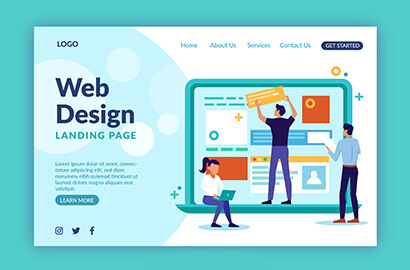 LOGO
Home About Us Services Contact Us GET STARTED
Web
Design
LANDING PAGE
Lorem ipsum dolor sit amet, consectetuer
adipiscing elit, sed diam nonummy nibh
euismod tincidunt ut laoreet dolore magna
aliquam erat volutpat.
LEARN MORE